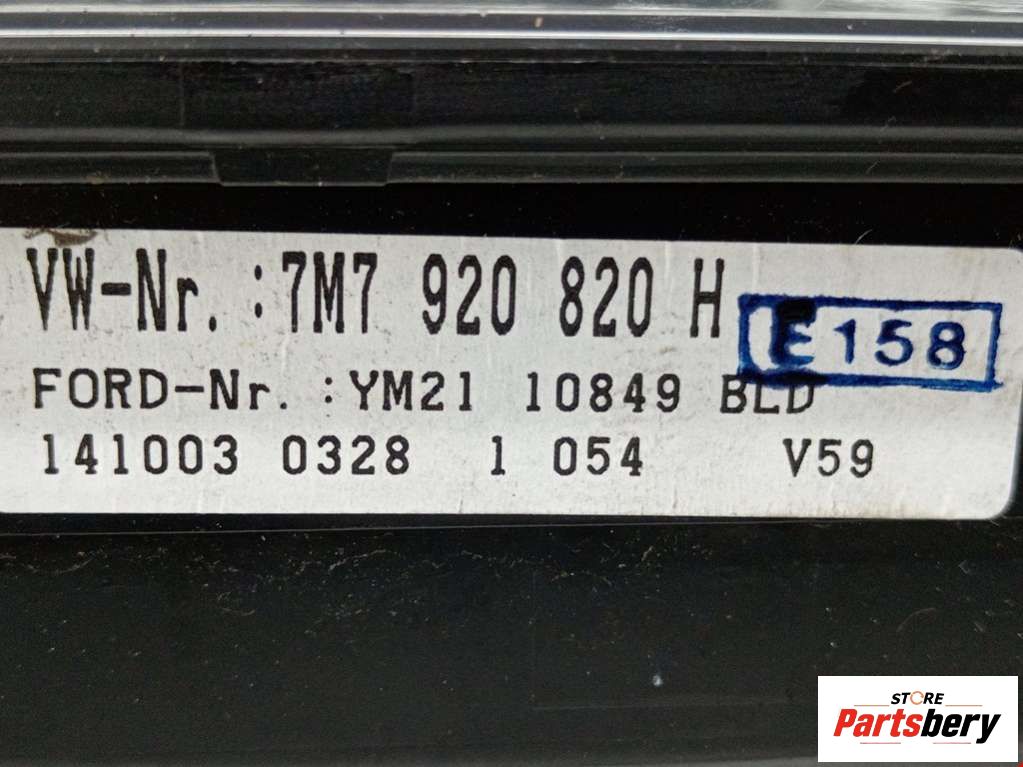 VW-Nr.:7M7 920 820 H
E158
FORD-Nr.:YM21 10849 BLD
141003 0328 1 054 V59
STORE
Partsbery